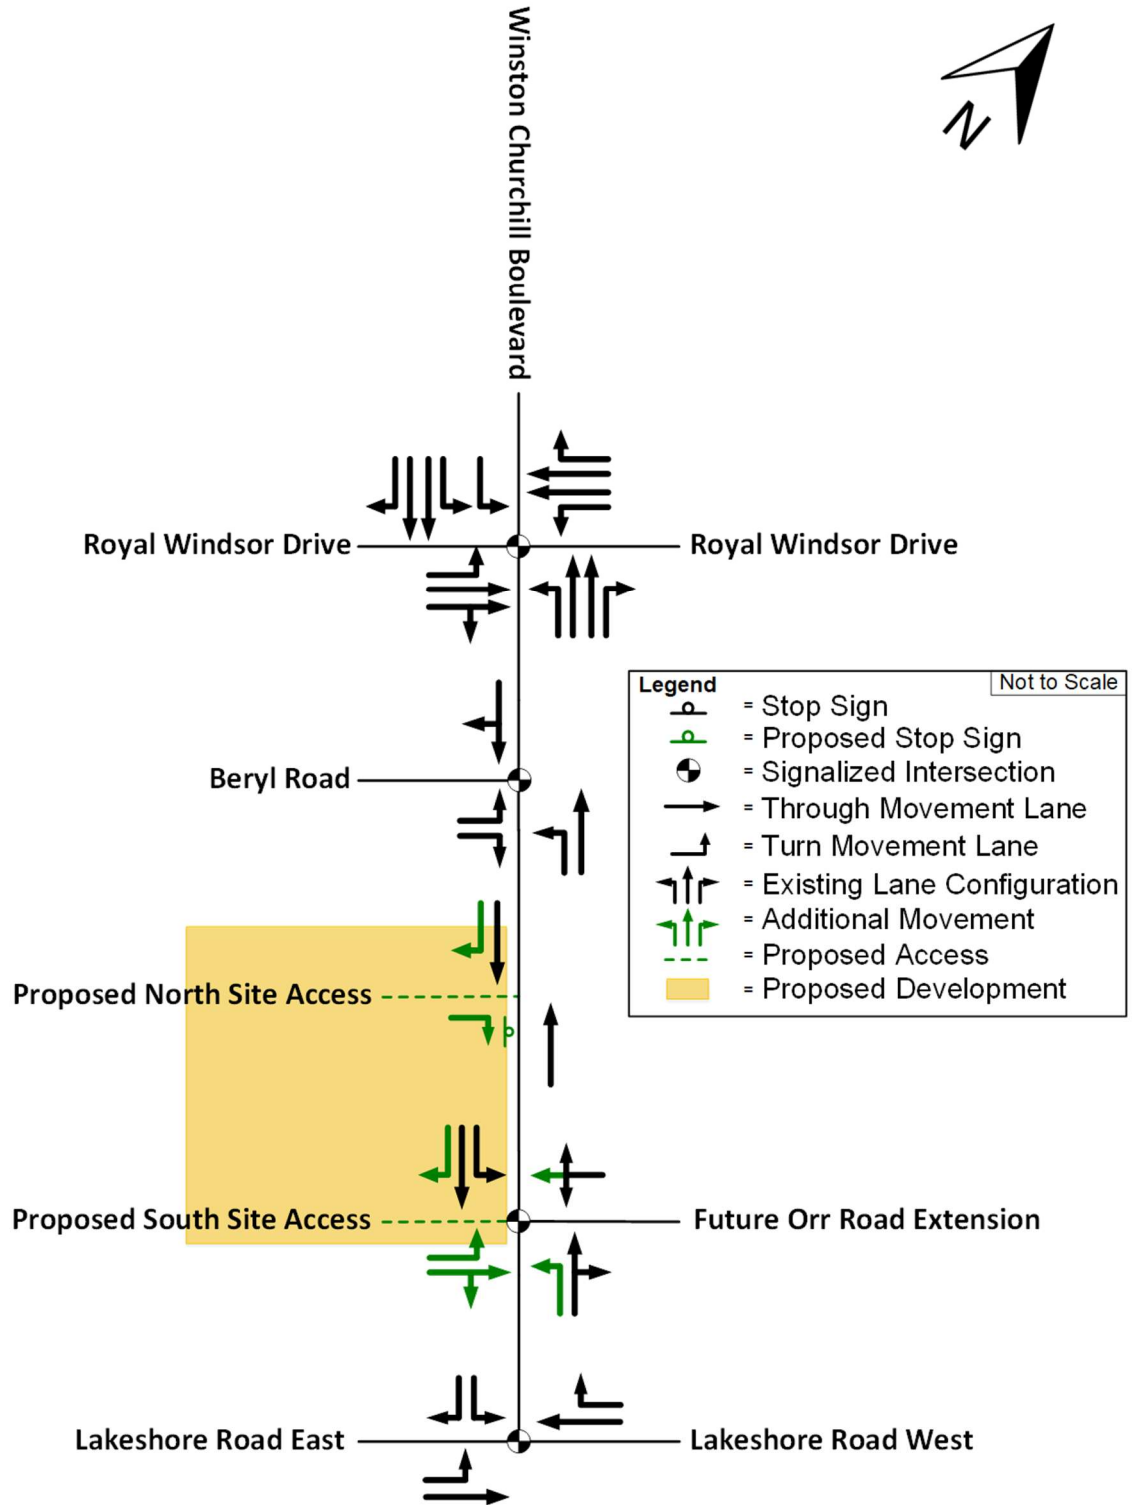 Winston Churchill Boulevard
N
Royal Windsor Drive
Royal Windsor Drive
Legend
Not to Scale
= Stop Sign
= Proposed Stop Sign
= Signalized Intersection
= Through Movement Lane
= Turn Movement Lane
= Existing Lane Configuration
= Additional Movement
= Proposed Access
= Proposed Development
Beryl Road
Proposed North Site Access
Proposed South Site Access
Future Orr Road Extension
Lakeshore Road East
Lakeshore Road West